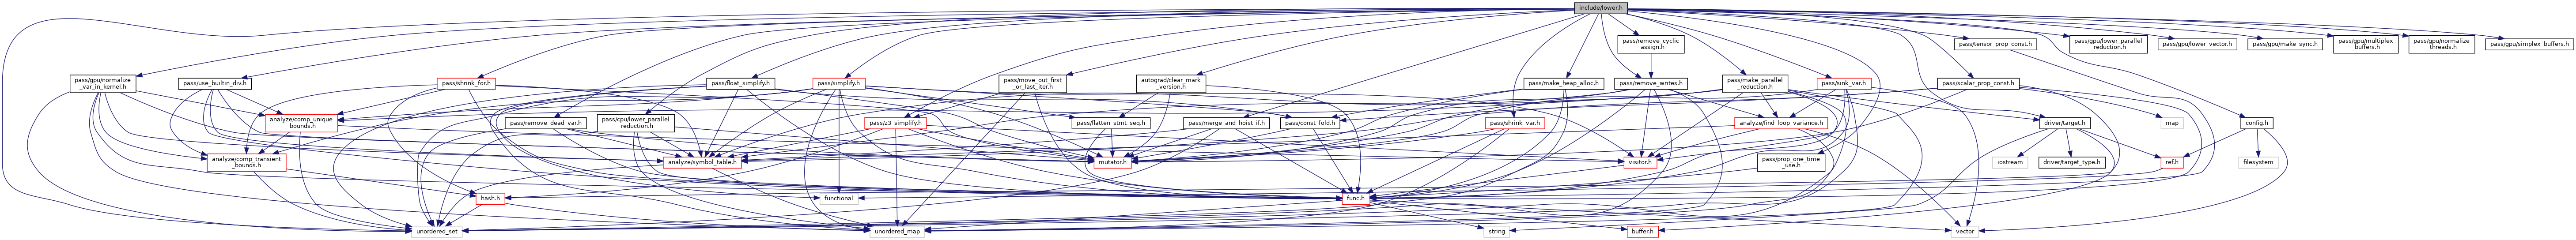 include/lower.h
pass/remove_cyclic
_assign.h
pass/tensor_prop_const.h
pass/gpu/lower_parallel
_reduction.h
pass/gpu/lower_vector.h
pass/gpu/make_sync.h
pass/gpu/multiplex
_buffers.h
pass/gpu/normalize
_threads.h
pass/gpu/simplex_buffers.h
pass/gpu/normalize
_var_in_kernel.h
pass/use_builtin_div.h
pass/shrink_for.h
pass/float_simplify.h
pass/simplify.h
pass/move_out_first
_or_last_iter.h
autograd/clear_mark
_version.h
pass/make_heap_alloc.h
pass/remove_writes.h
pass/make_parallel
_reduction.h
pass/sink_var.h
pass/scalar_prop_const.h
analyze/comp_unique
_bounds.h
pass/remove_dead_var.h
pass/cpu/lower_parallel
_reduction.h
pass/z3_simplify.h
pass/flatten_stmt_seq.h
pass/merge_and_hoist_if.h
pass/const_fold.h
pass/shrink_var.h
analyze/find_loop_variance.h
driver/target.h
map
config.h
analyze/comp_transient
_bounds.h
analyze/symbol_table.h
mutator.h
visitor.h
pass/prop_one_time
_use.h
iostream
driver/target_type.h
ref.h
filesystem
hash.h
functional
func.h
unordered_set
unordered_map
string
buffer.h
vector